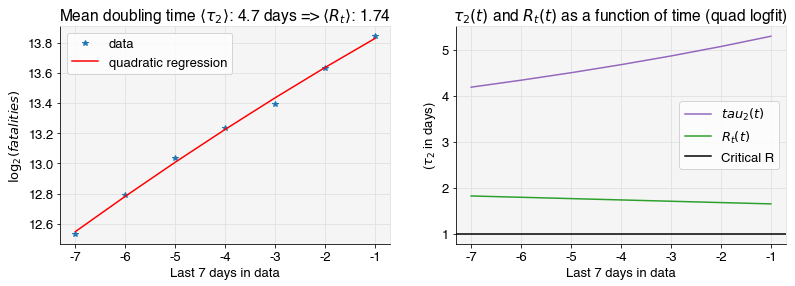 Mean doubling time ⟨τ₂⟩: 4.7 days => ⟨Rₜ⟩: 1.74
data
quadratic regression
log₂(fatalities)
13.8
13.6
13.4
13.2
13.0
12.8
12.6
-7 -6 -5 -4 -3 -2 -1
Last 7 days in data
τ₂(t) and Rₜ(t) as a function of time (quad logfit)
tau₂(t)
Rₜ(t)
Critical R
(τ₂ in days)
5
4
3
2
1
-7 -6 -5 -4 -3 -2 -1
Last 7 days in data